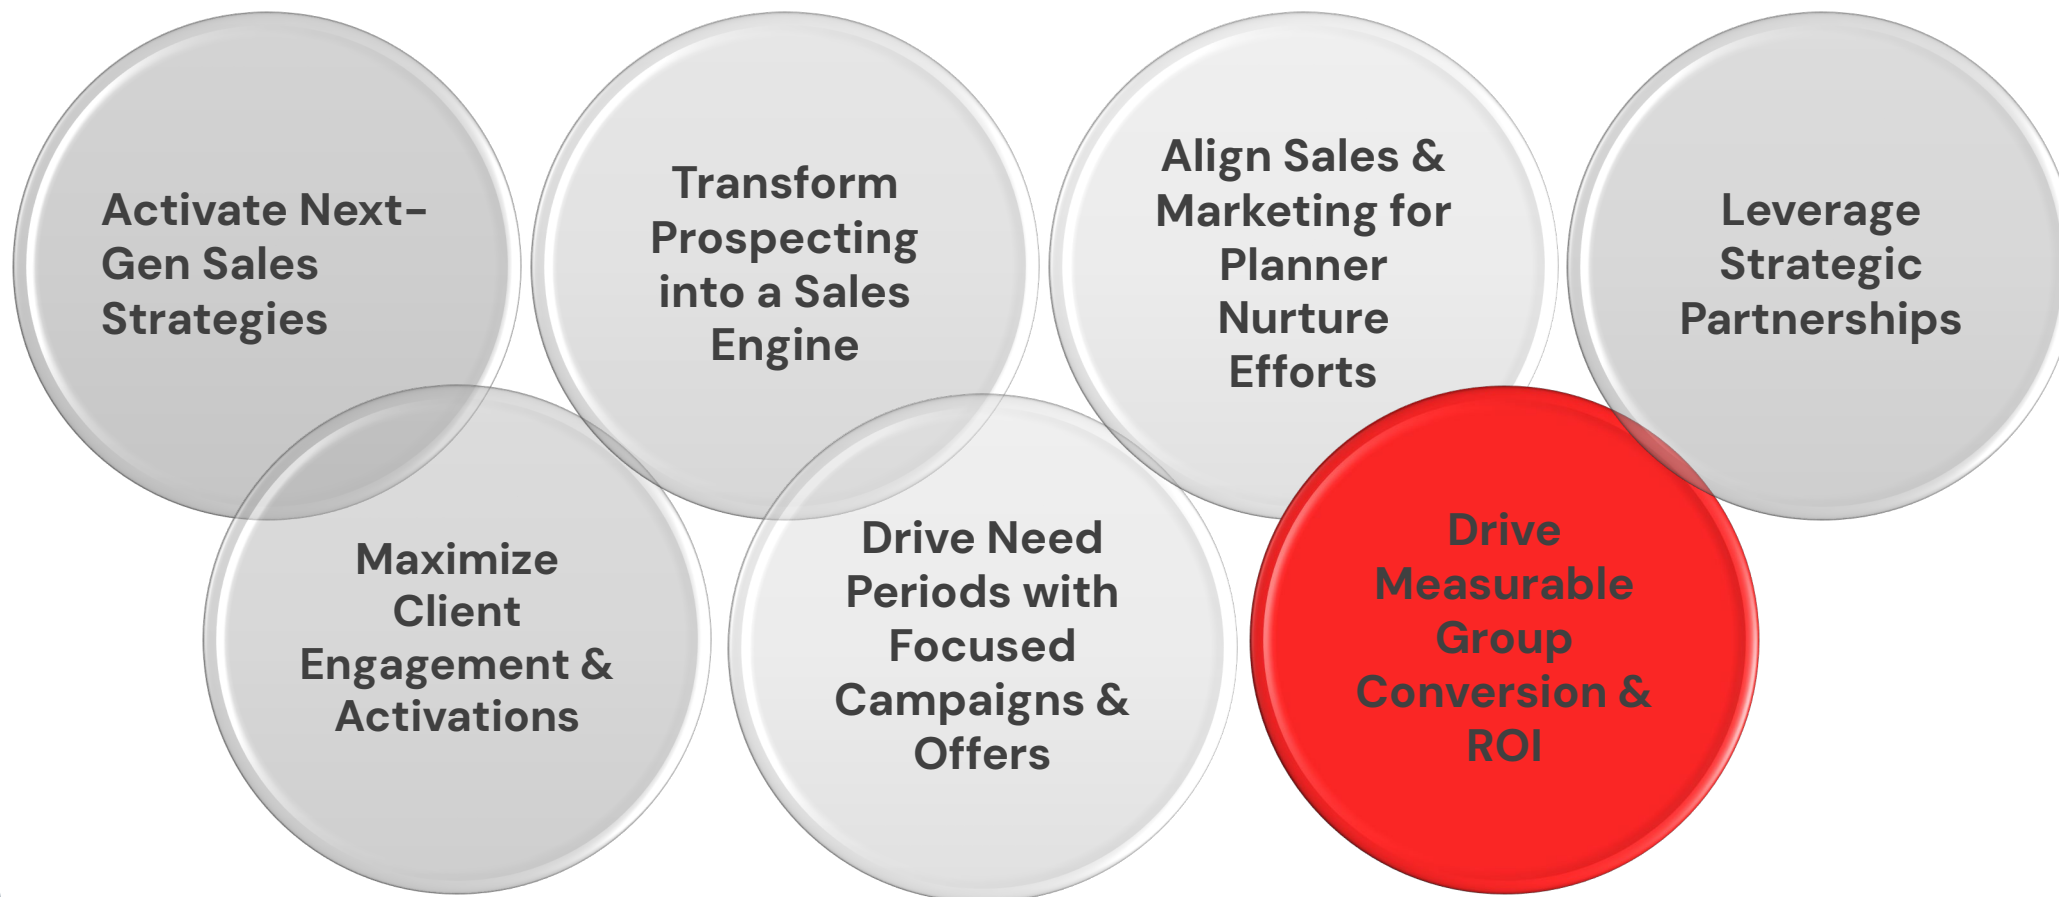 Activate Next-
Gen Sales
Strategies
Transform
Prospecting
into a Sales
Engine
Align Sales &
Marketing for
Planner
Nurture
Efforts
Leverage
Strategic
Partnerships
Maximize
Client
Engagement &
Activations
Drive Need
Periods with
Focused
Campaigns &
Offers
Drive
Measurable
Group
Conversion &
ROI